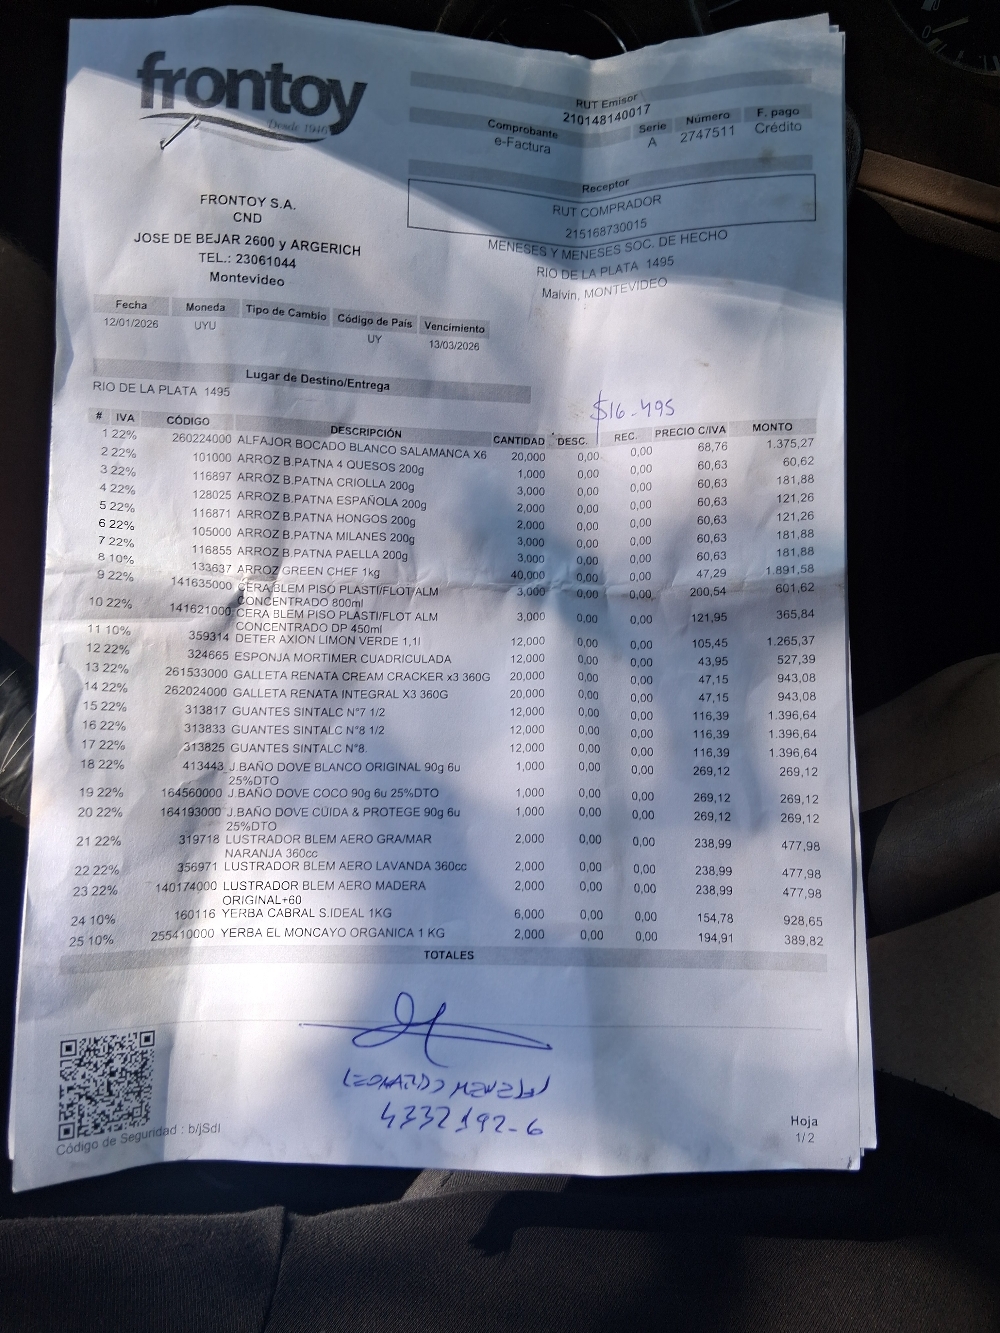 frontoy
Desde 1946
RUT Emisor
210148140017
Comprobante Serie Número F. pago
e-Factura A 2747511 Crédito
Receptor
RUT COMPRADOR
215168730015
MENESES Y MENESES SOC. DE HECHO
RIO DE LA PLATA 1495
Malvin, MONTEVIDEO
FRONTOY S.A.
CND
JOSE DE BEJAR 2600 y ARGERICH
TEL.: 23061044
Montevideo
Fecha Moneda Tipo de Cambio Código de País Vencimiento
12/01/2026 UYU UY 13/03/2026
Lugar de Destino/Entrega
RIO DE LA PLATA 1495
$16-495
# IVA CÓDIGO DESCRIPCIÓN CANTIDAD DESC. REC. PRECIO C/IVA MONTO
1 22% 260224000 ALFAJOR BOCADO BLANCO SALAMANCA X6 20,000 0,00 0,00 68,76 1.375,27
2 22% 101000 ARROZ B.PATNA 4 QUESOS 200g 1,000 0,00 0,00 60,63 60,62
3 22% 116897 ARROZ B.PATNA CRIOLLA 200g 3,000 0,00 0,00 60,63 181,88
4 22% 128025 ARROZ B.PATNA ESPAÑOLA 200g 2,000 0,00 0,00 60,63 121,26
5 22% 116871 ARROZ B.PATNA HONGOS 200g 2,000 0,00 0,00 60,63 121,26
6 22% 105000 ARROZ B.PATNA MILANES 200g 3,000 0,00 0,00 60,63 181,88
7 22% 116855 ARROZ B.PATNA PAELLA 200g 3,000 0,00 0,00 60,63 181,88
8 10% 133637 ARROZ GREEN CHEF 1kg 40,000 0,00 0,00 47,29 1.891,58
9 22% 141635000 CERA BLEM PISO PLASTI/FLOT ALM 3,000 0,00 0,00 200,54 601,62
CONCENTRADO 800ml
10 22% 141621000 CERA BLEM PISO PLASTI/FLOT ALM 3,000 0,00 0,00 121,95 365,84
CONCENTRADO DP 450ml
11 10% 359314 DETER AXION LIMON VERDE 1,1l 12,000 0,00 0,00 105,45 1.265,37
12 22% 324665 ESPONJA MORTIMER CUADRICULADA 12,000 0,00 0,00 43,95 527,39
13 22% 261533000 GALLETA RENATA CREAM CRACKER x3 360G 20,000 0,00 0,00 47,15 943,08
14 22% 262024000 GALLETA RENATA INTEGRAL X3 360G 20,000 0,00 0,00 47,15 943,08
15 22% 313817 GUANTES SINTALC N°7 1/2 12,000 0,00 0,00 116,39 1.396,64
16 22% 313833 GUANTES SINTALC N°8 1/2 12,000 0,00 0,00 116,39 1.396,64
17 22% 313825 GUANTES SINTALC N°8. 12,000 0,00 0,00 116,39 1.396,64
18 22% 413443 J.BAÑO DOVE BLANCO ORIGINAL 90g 6u 1,000 0,00 0,00 269,12 269,12
25%DTO
19 22% 164560000 J.BAÑO DOVE COCO 90g 6u 25%DTO 1,000 0,00 0,00 269,12 269,12
20 22% 164193000 J.BAÑO DOVE CUIDA & PROTEGE 90g 6u 1,000 0,00 0,00 269,12 269,12
25%DTO
21 22% 319718 LUSTRADOR BLEM AERO GRA/MAR 2,000 0,00 0,00 238,99 477,98
NARANJA 360cc
22 22% 356971 LUSTRADOR BLEM AERO LAVANDA 360cc 2,000 0,00 0,00 238,99 477,98
23 22% 140174000 LUSTRADOR BLEM AERO MADERA 2,000 0,00 0,00 238,99 477,98
ORIGINAL+60
24 10% 160116 YERBA CABRAL S.IDEAL 1KG 6,000 0,00 0,00 154,78 928,65
25 10% 255410000 YERBA EL MONCAYO ORGANICA 1 KG 2,000 0,00 0,00 194,91 389,82
TOTALES
LEONARDO MENESES
4332192-6
Código de Seguridad : b/jSdI
Hoja
1/2